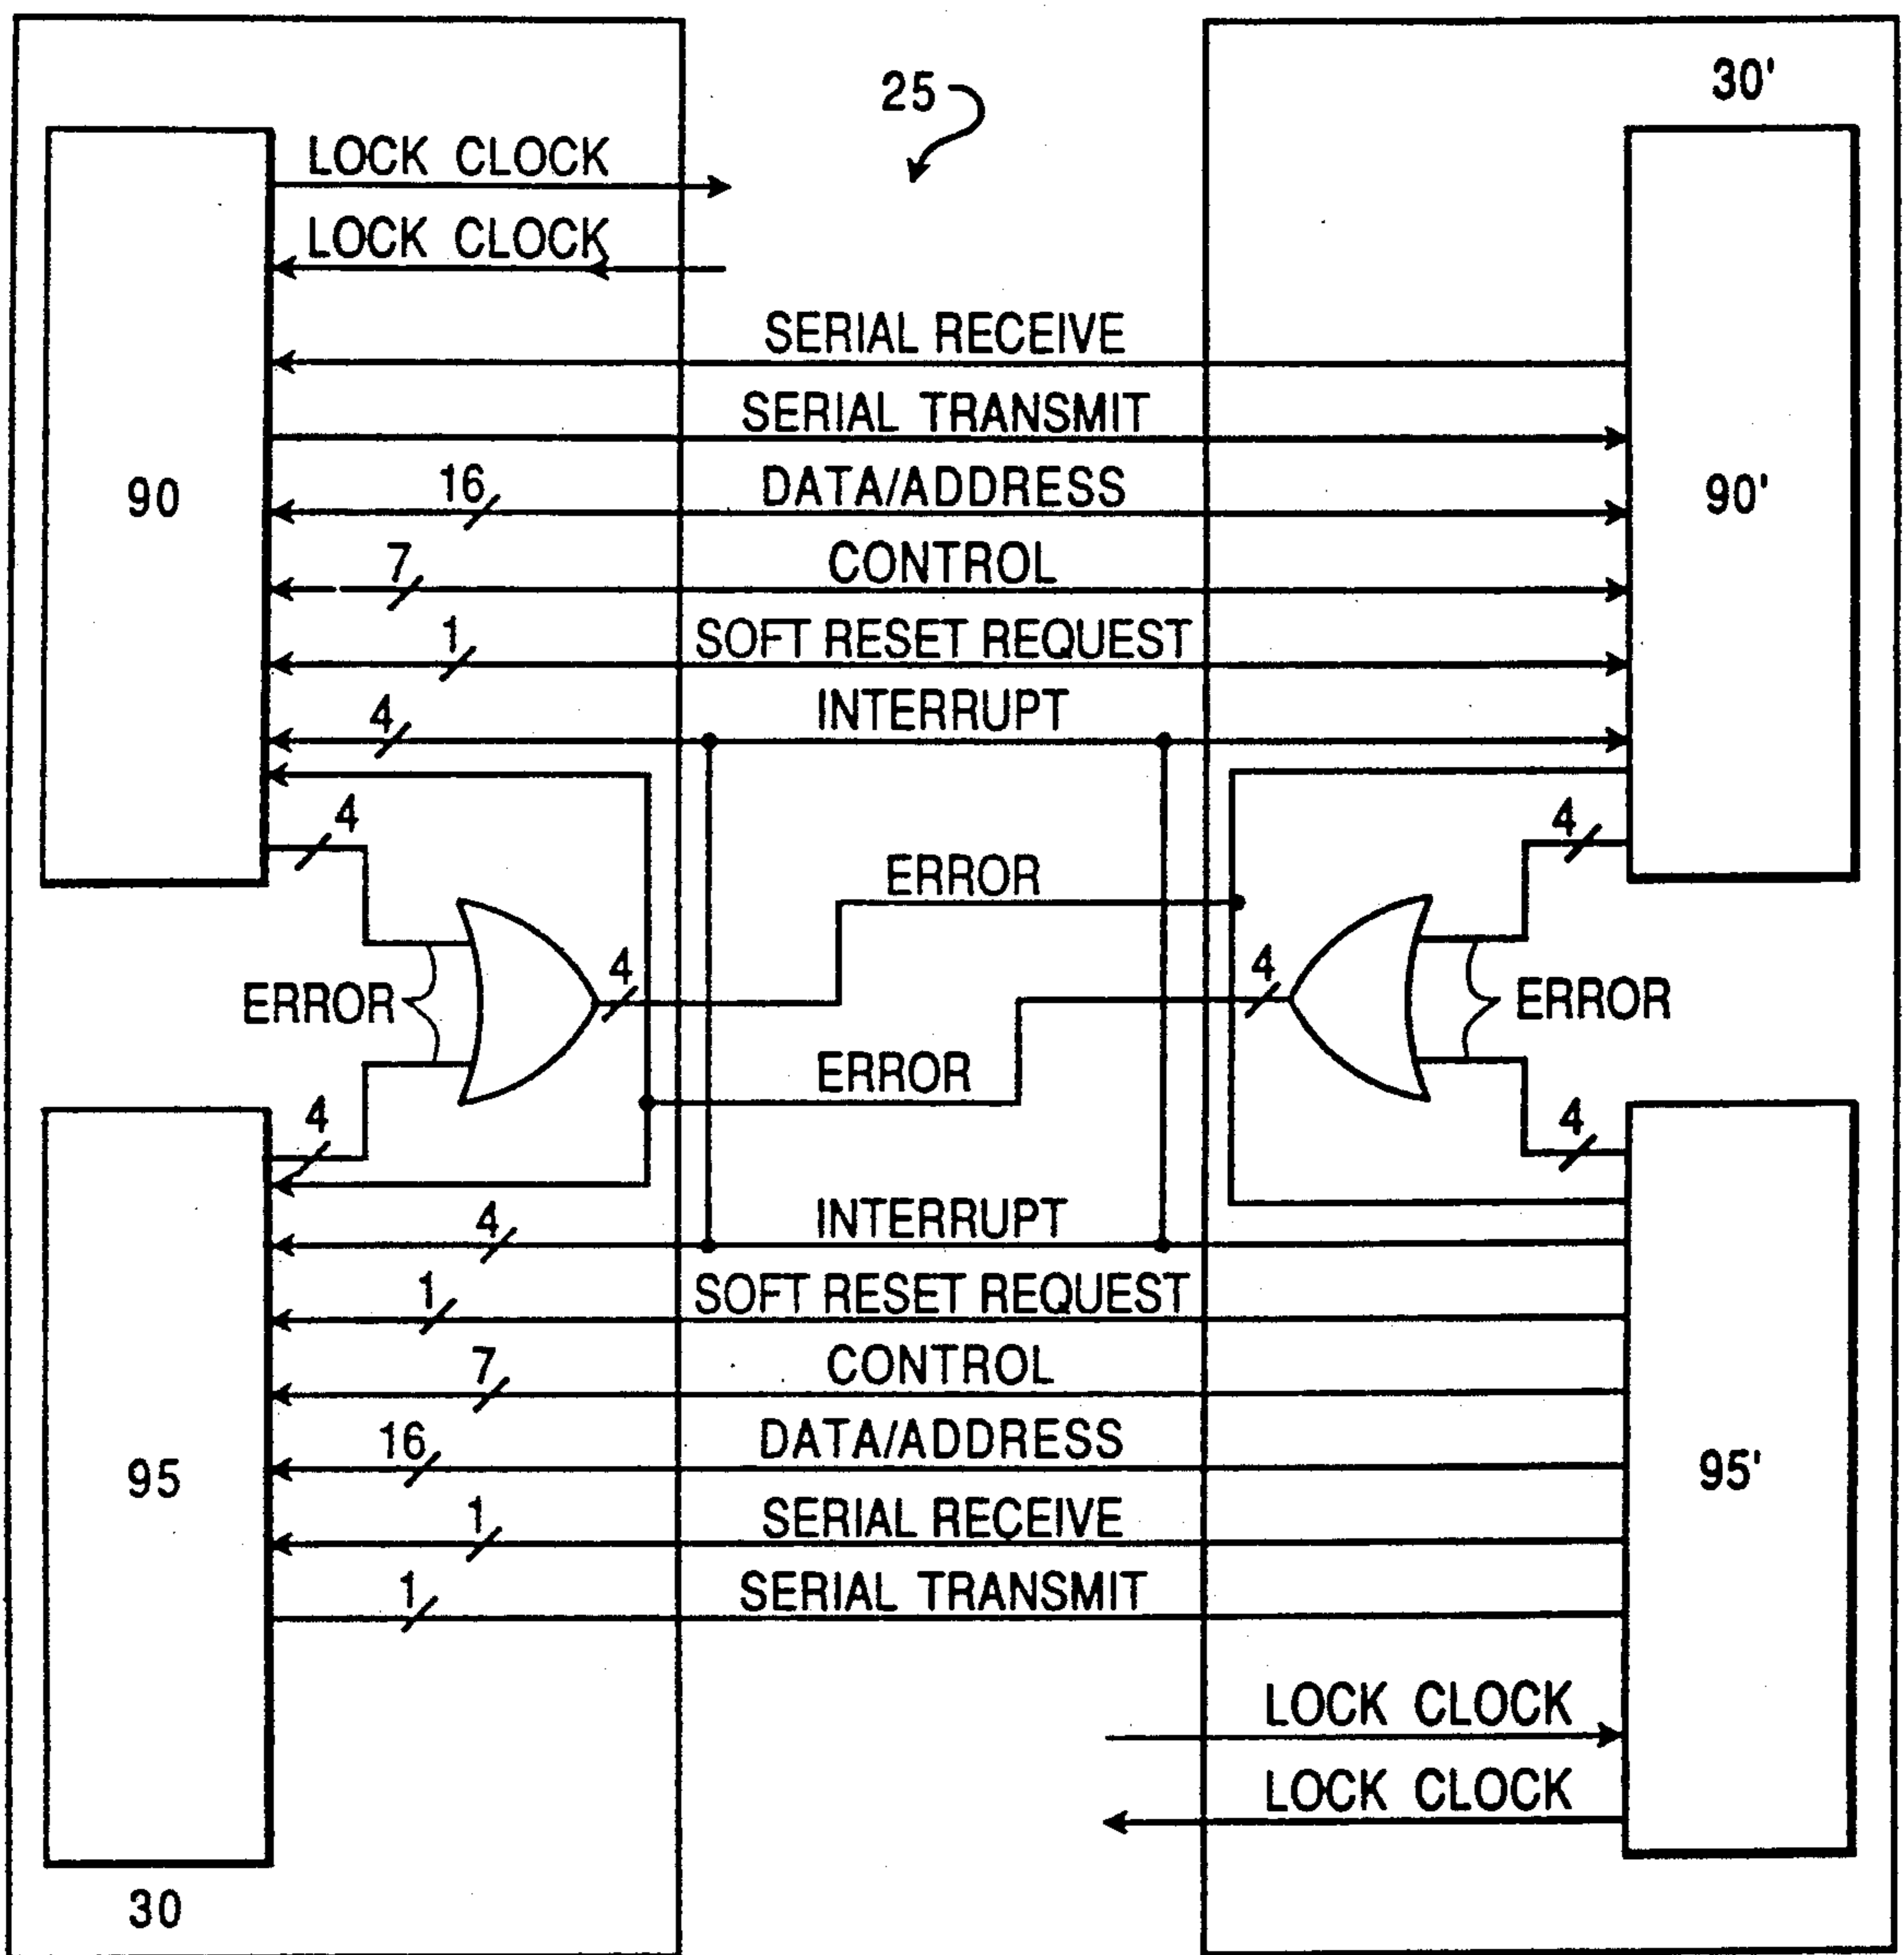 30'
25
LOCK CLOCK
LOCK CLOCK
SERIAL RECEIVE
SERIAL TRANSMIT
90
16
DATA/ADDRESS
90'
7
CONTROL
1
SOFT RESET REQUEST
4
INTERRUPT
4
4
ERROR
ERROR
4
4
ERROR
ERROR
4
4
4
INTERRUPT
1
SOFT RESET REQUEST
7
CONTROL
16
DATA/ADDRESS
95
95'
1
SERIAL RECEIVE
1
SERIAL TRANSMIT
LOCK CLOCK
LOCK CLOCK
30